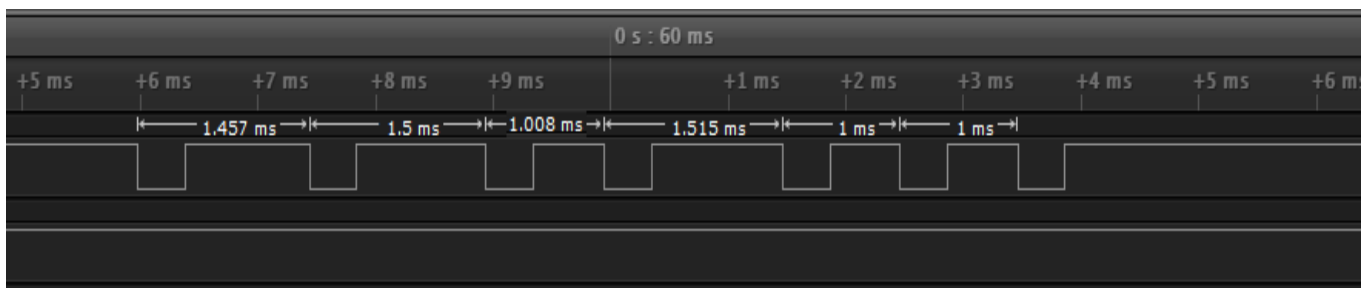 0 s : 60 ms
+5 ms +6 ms +7 ms +8 ms +9 ms +1 ms +2 ms +3 ms +4 ms +5 ms +6 m
1.457 ms 1.5 ms 1.008 ms 1.515 ms 1 ms 1 ms